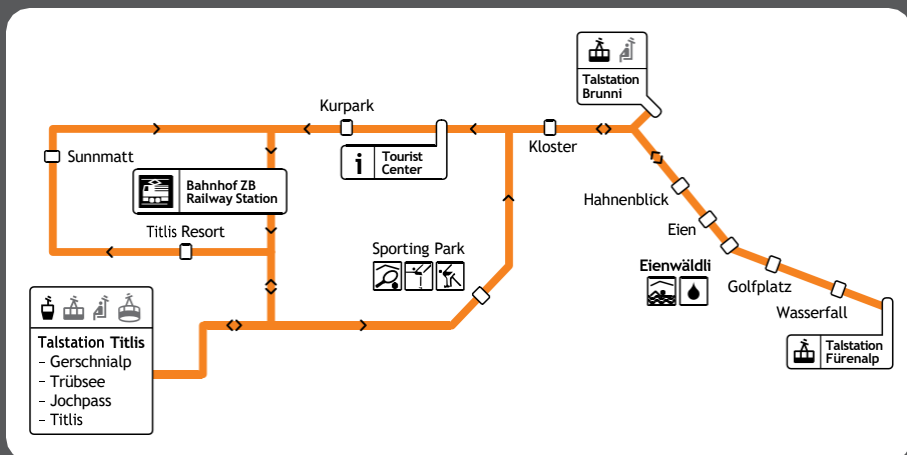 Talstation
Brunni
Kurpark
Kloster
Sunnmatt
i
Tourist
Center
Bahnhof ZB
Railway Station
Hahnenblick
Titlis Resort
Eien
Sporting Park
Eienwäldli
Golfplatz
Wasserfall
Talstation Titlis
– Gerschnialp
– Trübsee
– Jochpass
– Titlis
Talstation
Fürenalp